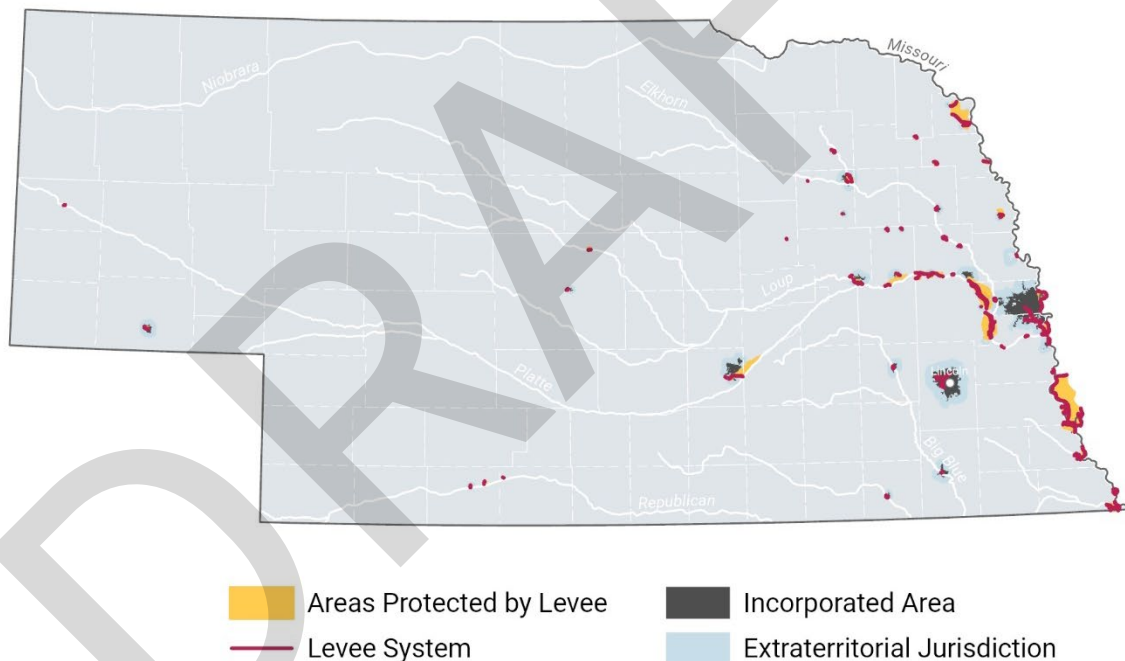 Missouri
Niobrara
Elkhorn
Loup
Platte
Lincoln
Big Blue
Republican
DRAF
Areas Protected by Levee
Incorporated Area
Levee System
Extraterritorial Jurisdiction